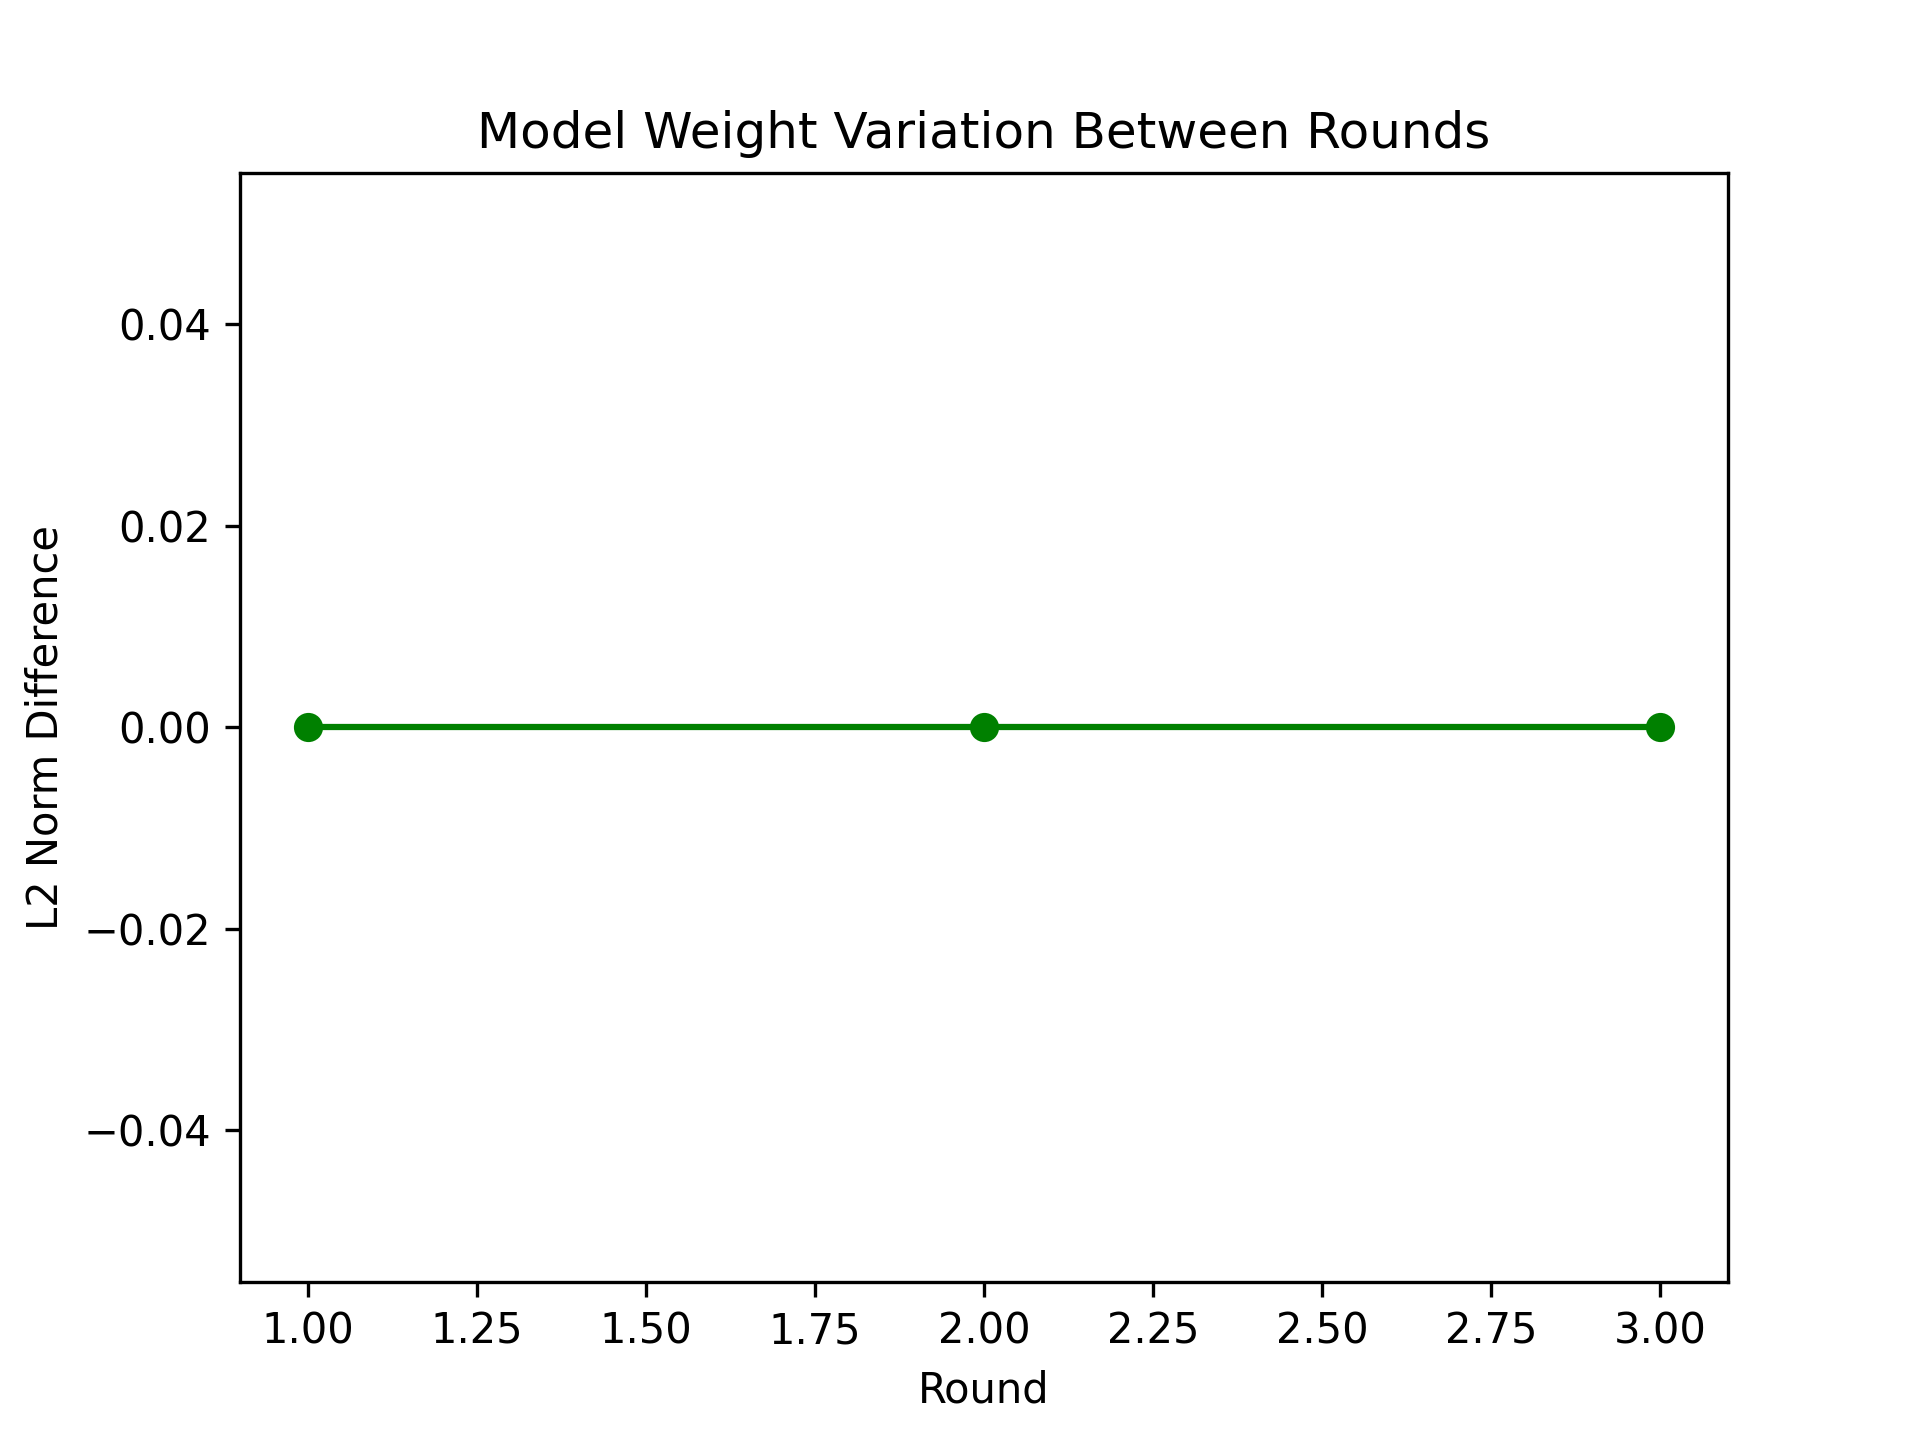 Model Weight Variation Between Rounds
L2 Norm Difference
0.04
0.02
0.00
−0.02
−0.04
1.00 1.25 1.50 1.75 2.00 2.25 2.50 2.75 3.00
Round